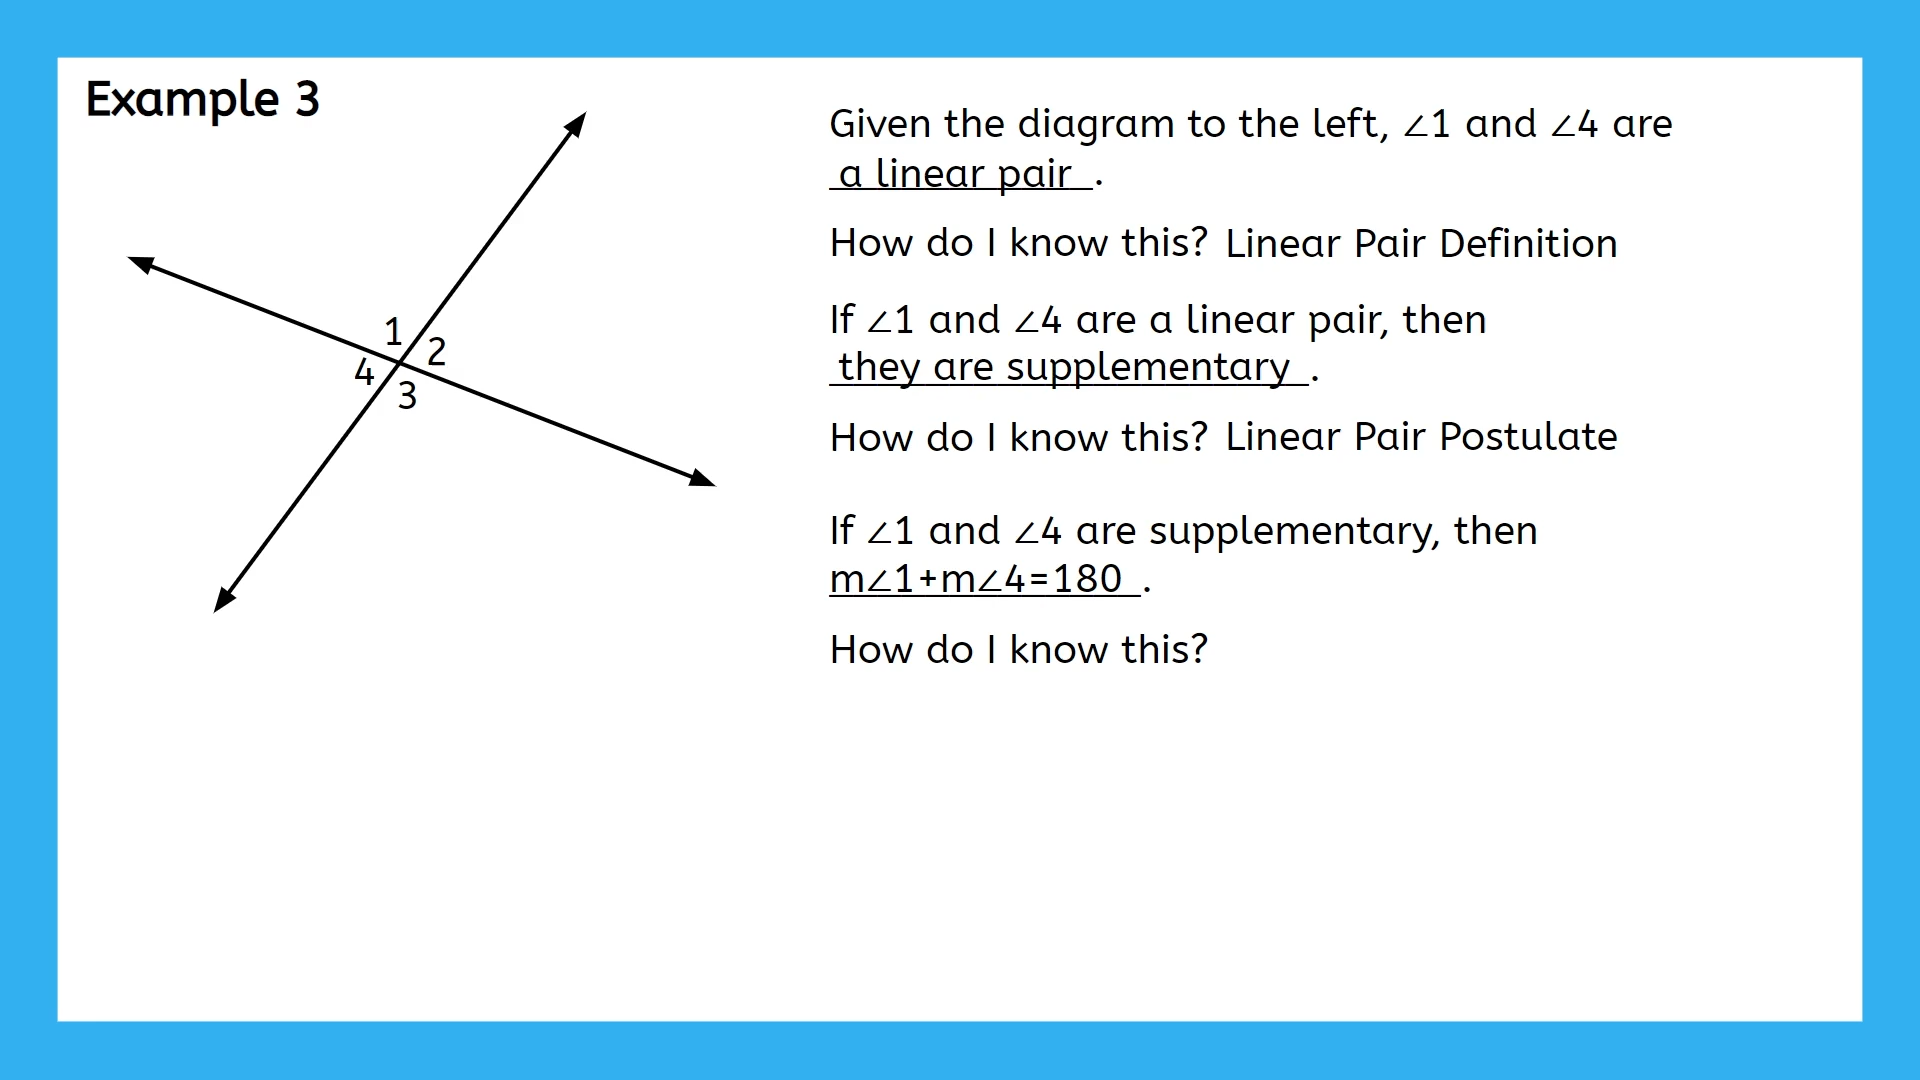 Example 3
1
2
4
3
Given the diagram to the left, ∠1 and ∠4 are
a linear pair.
How do I know this? Linear Pair Definition
If ∠1 and ∠4 are a linear pair, then
they are supplementary.
How do I know this? Linear Pair Postulate
If ∠1 and ∠4 are supplementary, then
m∠1+m∠4=180.
How do I know this?